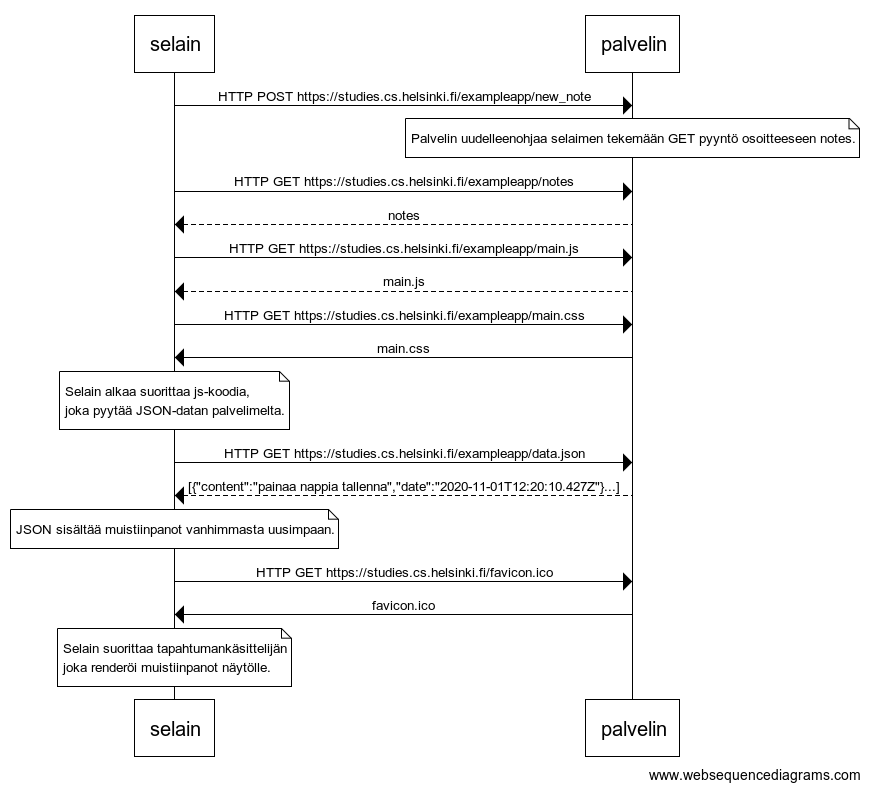 selain
palvelin
HTTP POST https://studies.cs.helsinki.fi/exampleapp/new_note
Palvelin uudelleenohjaa selaimen tekemään GET pyyntö osoitteeseen notes.
HTTP GET https://studies.cs.helsinki.fi/exampleapp/notes
notes
HTTP GET https://studies.cs.helsinki.fi/exampleapp/main.js
main.js
HTTP GET https://studies.cs.helsinki.fi/exampleapp/main.css
main.css
Selain alkaa suorittaa js-koodia,
joka pyytää JSON-datan palvelimelta.
HTTP GET https://studies.cs.helsinki.fi/exampleapp/data.json
[{"content":"painaa nappia tallenna","date":"2020-11-01T12:20:10.427Z"}...]
JSON sisältää muistiinpanot vanhimmasta uusimpaan.
HTTP GET https://studies.cs.helsinki.fi/favicon.ico
favicon.ico
Selain suorittaa tapahtumankäsittelijän
joka renderöi muistiinpanot näytölle.
selain
palvelin
www.websequencediagrams.com